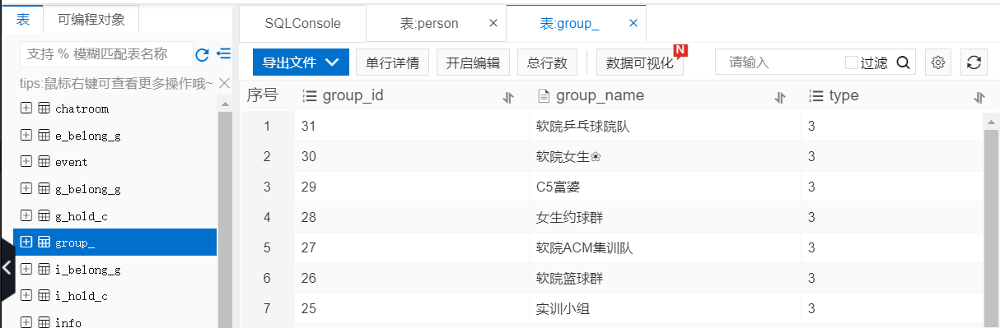 表 可编程对象
支持 % 模糊匹配表名称
tips:鼠标右键可查看更多操作哦~
chatroom
e_belong_g
event
g_belong_g
g_hold_c
group_
i_belong_g
i_hold_c
info
SQLConsole 表:person 表:group_
导出文件 单行详情 开启编辑 总行数 数据可视化 N 请输入 过滤
序号 group_id group_name type
1 31 软院乒乓球院队 3
2 30 软院女生❀ 3
3 29 C5富婆 3
4 28 女生约球群 3
5 27 软院ACM集训队 3
6 26 软院篮球群 3
7 25 实训小组 3